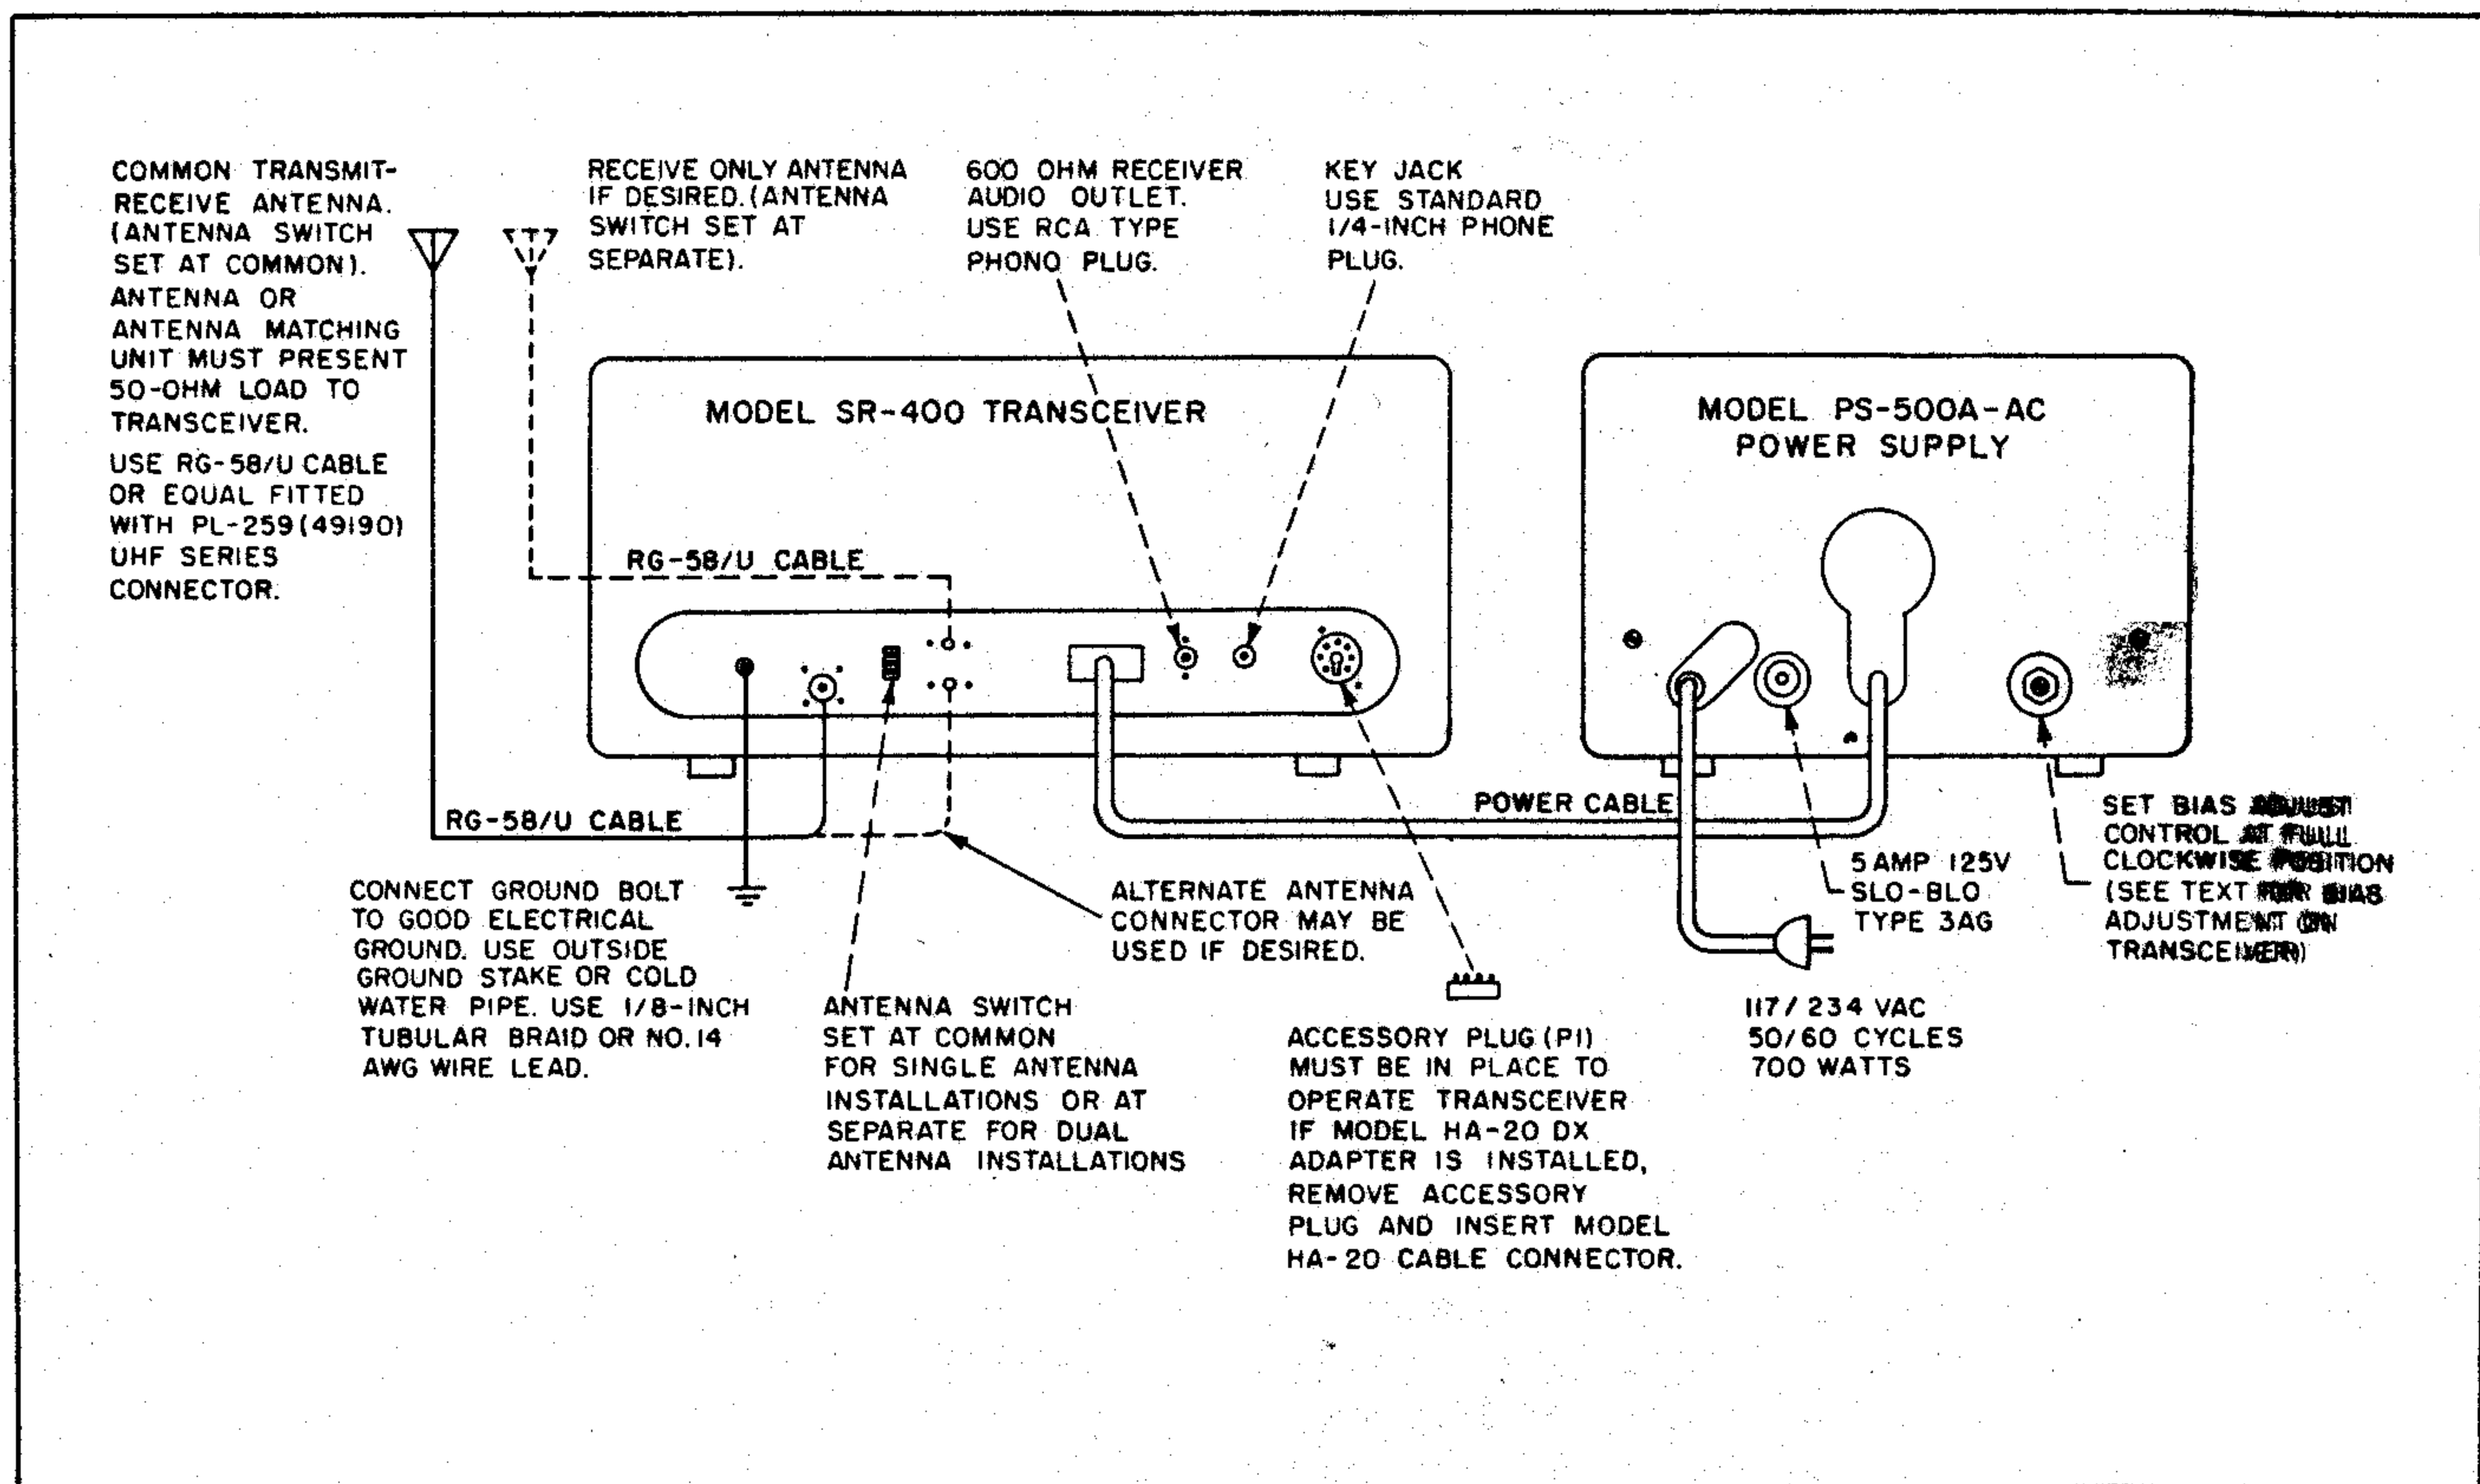 COMMON TRANSMIT-
RECEIVE ANTENNA.
(ANTENNA SWITCH
SET AT COMMON).
ANTENNA OR
ANTENNA MATCHING
UNIT MUST PRESENT
50-OHM LOAD TO
TRANSCEIVER.
USE RG-58/U CABLE
OR EQUAL FITTED
WITH PL-259(49190)
UHF SERIES
CONNECTOR.
RECEIVE ONLY ANTENNA
IF DESIRED.(ANTENNA
SWITCH SET AT
SEPARATE).
600 OHM RECEIVER
AUDIO OUTLET.
USE RCA TYPE
PHONO PLUG.
KEY JACK
USE STANDARD
1/4-INCH PHONE
PLUG.
MODEL SR-400 TRANSCEIVER
MODEL PS-500A-AC
POWER SUPPLY
RG-58/U CABLE
RG-58/U CABLE
POWER CABLE
CONNECT GROUND BOLT
TO GOOD ELECTRICAL
GROUND. USE OUTSIDE
GROUND STAKE OR COLD
WATER PIPE. USE 1/8-INCH
TUBULAR BRAID OR NO.14
AWG WIRE LEAD.
ANTENNA SWITCH
SET AT COMMON
FOR SINGLE ANTENNA
INSTALLATIONS OR AT
SEPARATE FOR DUAL
ANTENNA INSTALLATIONS
ALTERNATE ANTENNA
CONNECTOR MAY BE
USED IF DESIRED.
ACCESSORY PLUG (P1)
MUST BE IN PLACE TO
OPERATE TRANSCEIVER
IF MODEL HA-20 DX
ADAPTER IS INSTALLED,
REMOVE ACCESSORY
PLUG AND INSERT MODEL
HA-20 CABLE CONNECTOR.
5 AMP 125V
SLO-BLO
TYPE 3AG
117/234 VAC
50/60 CYCLES
700 WATTS
SET BIAS ADJUST
CONTROL AT FULL
CLOCKWISE POSITION
(SEE TEXT FOR BIAS
ADJUSTMENT ON
TRANSCEIVER)